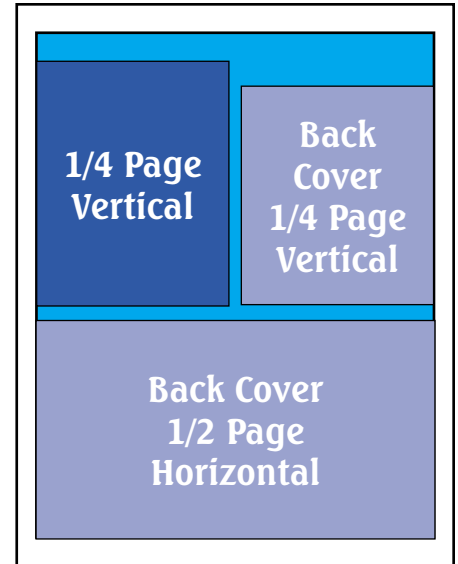 1/4 Page
Vertical
Back
Cover
1/4 Page
Vertical
Back Cover
1/2 Page
Horizontal